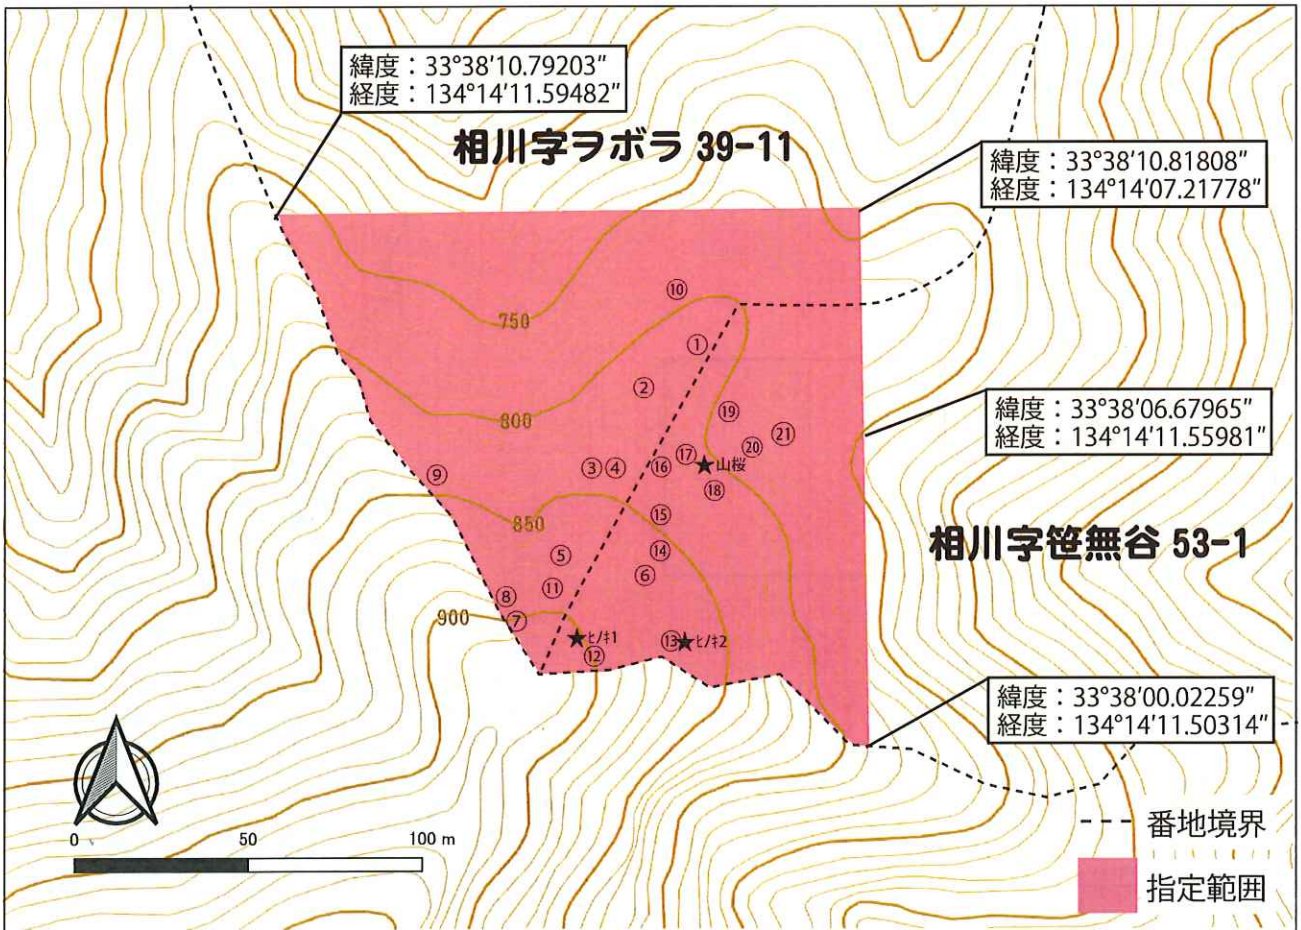 緯度：33°38′10.79203″
経度：134°14′11.59482″
相川字ヲボラ 39-11
緯度：33°38′10.81808″
経度：134°14′07.21778″
⑩
750
①
②
緯度：33°38′06.67965″
経度：134°14′11.55981″
⑲
800
⑳ ㉑
⑰ ★山桜
③④ ⑯
⑨
⑱
⑮
850
相川字笹無谷 53-1
⑤ ⑭
⑥
⑪
⑧
900 ⑦
★ヒノキ1 ⑬★ヒノキ2
⑫
緯度：33°38′00.02259″
経度：134°14′11.50314″
0 50 100 m
番地境界
指定範囲